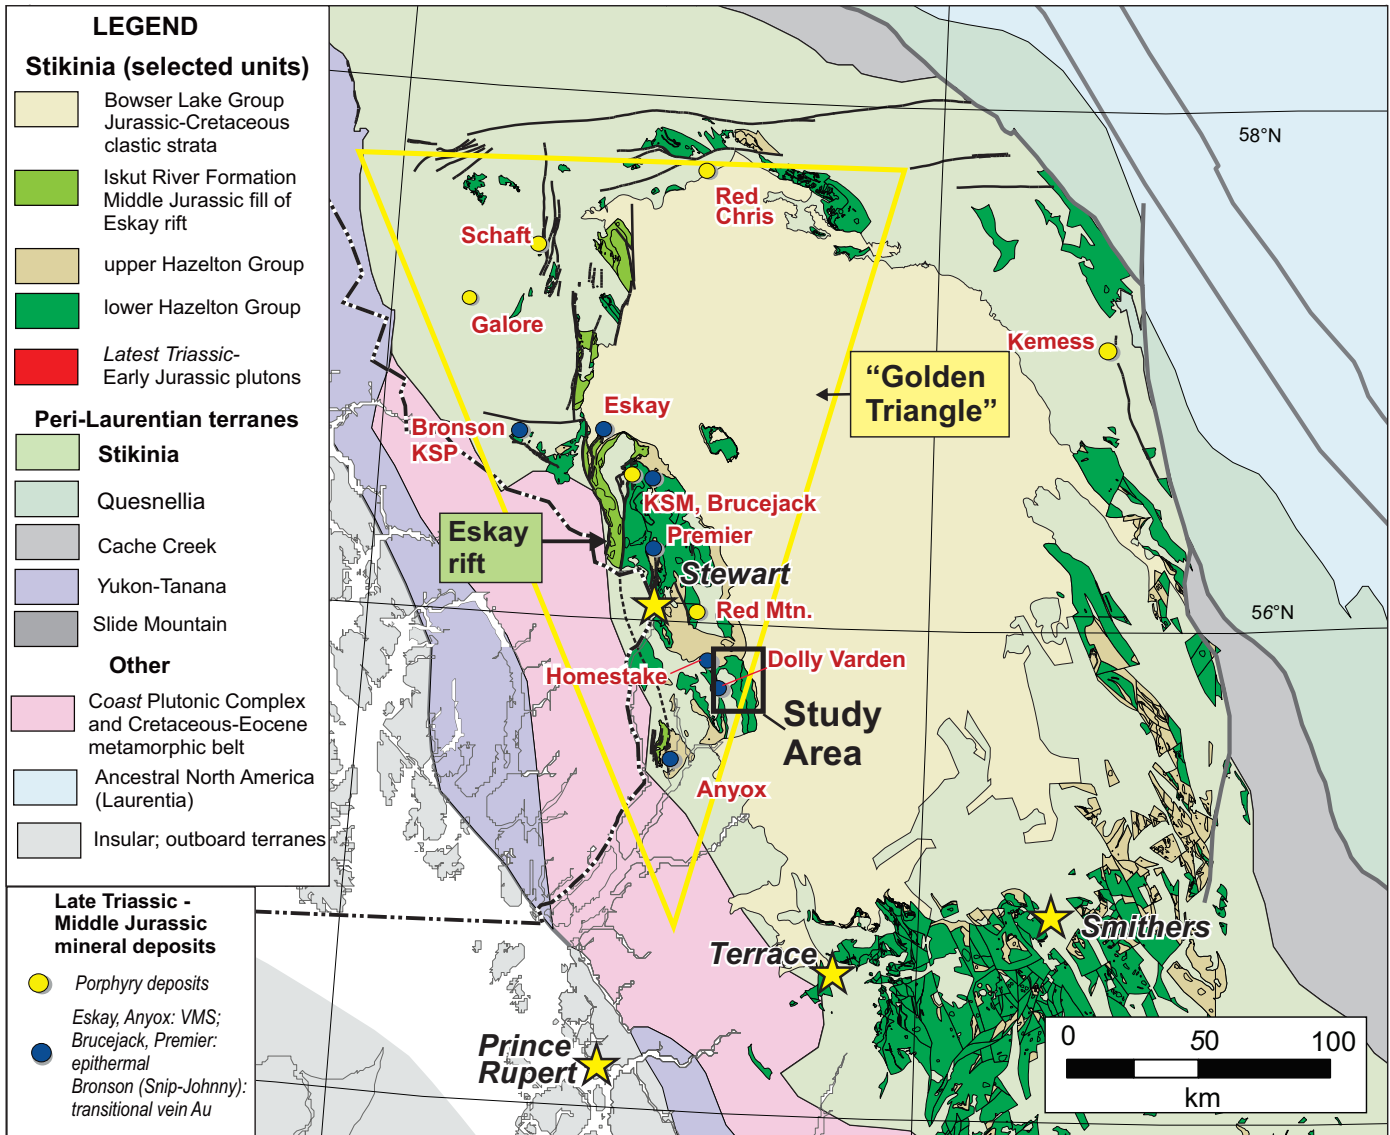 LEGEND
Stikinia (selected units)
Bowser Lake Group
Jurassic-Cretaceous
clastic strata
Iskut River Formation
Middle Jurassic fill of
Eskay rift
upper Hazelton Group
lower Hazelton Group
Latest Triassic-
Early Jurassic plutons
Peri-Laurentian terranes
Stikinia
Quesnellia
Cache Creek
Yukon-Tanana
Slide Mountain
Other
Coast Plutonic Complex
and Cretaceous-Eocene
metamorphic belt
Ancestral North America
(Laurentia)
Insular; outboard terranes
Late Triassic -
Middle Jurassic
mineral deposits
Porphyry deposits
Eskay, Anyox: VMS;
Brucejack, Premier:
epithermal
Bronson (Snip-Johnny):
transitional vein Au
58°N
Red
Chris
Schaft
Galore
Kemess
“Golden
Triangle”
Eskay
Bronson
KSP
KSM, Brucejack
Eskay
rift
Premier
Stewart
Red Mtn.
56°N
Homestake
Dolly Varden
Study
Area
Anyox
Terrace
Smithers
Prince
Rupert
0 50 100
km